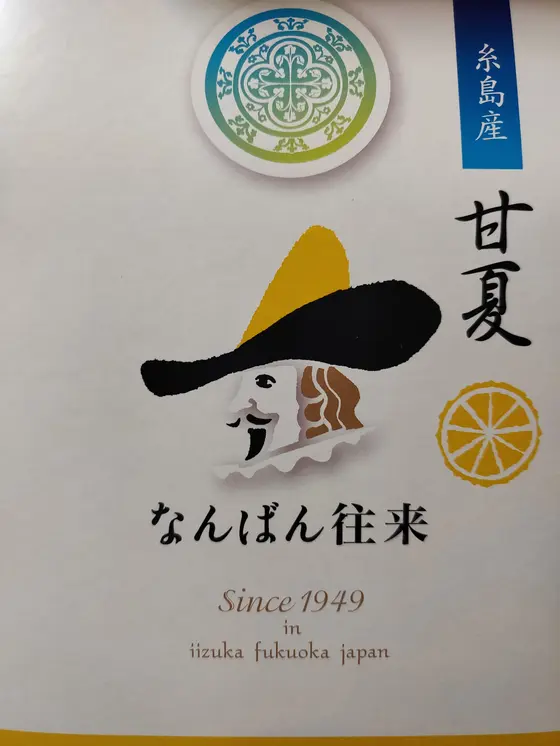 糸島産
甘夏
なんばん往来
Since 1949
in
iizuka fukuoka japan